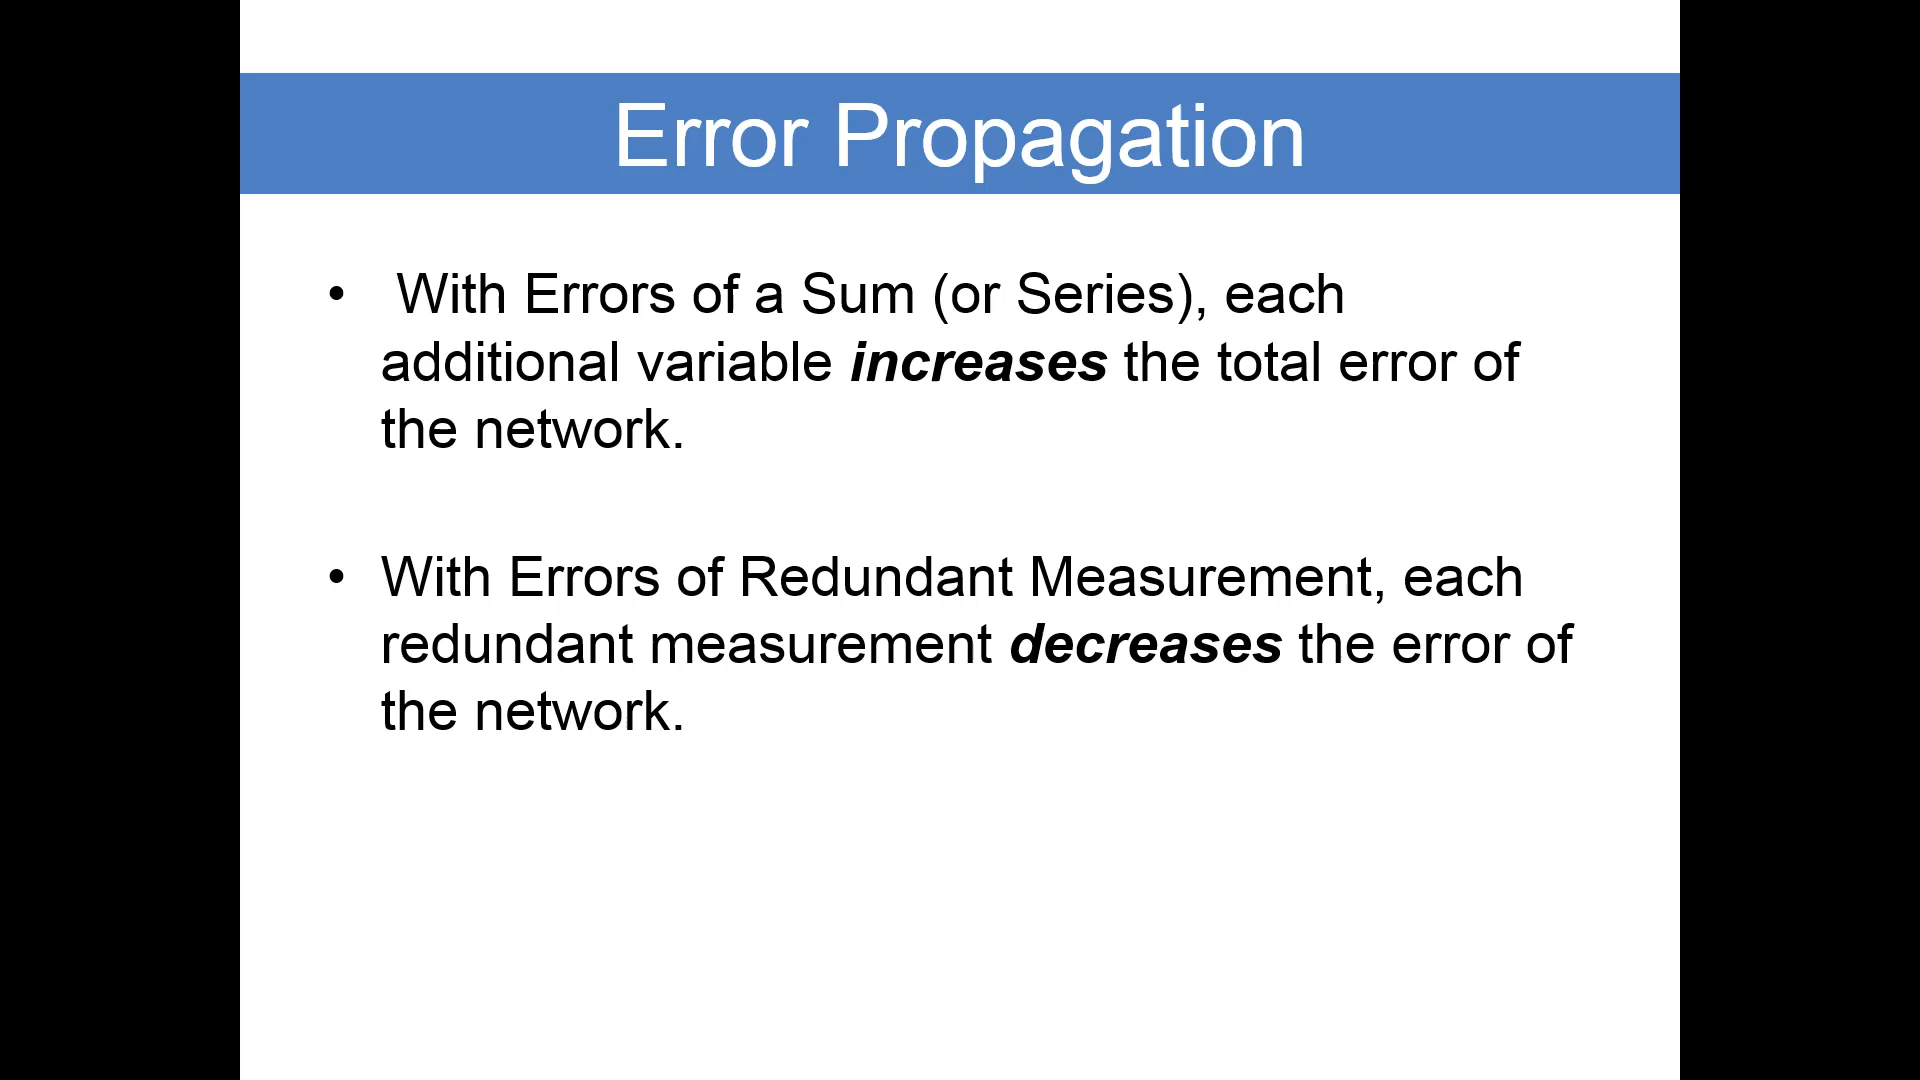 Error Propagation
• With Errors of a Sum (or Series), each
additional variable increases the total error of
the network.
• With Errors of Redundant Measurement, each
redundant measurement decreases the error of
the network.